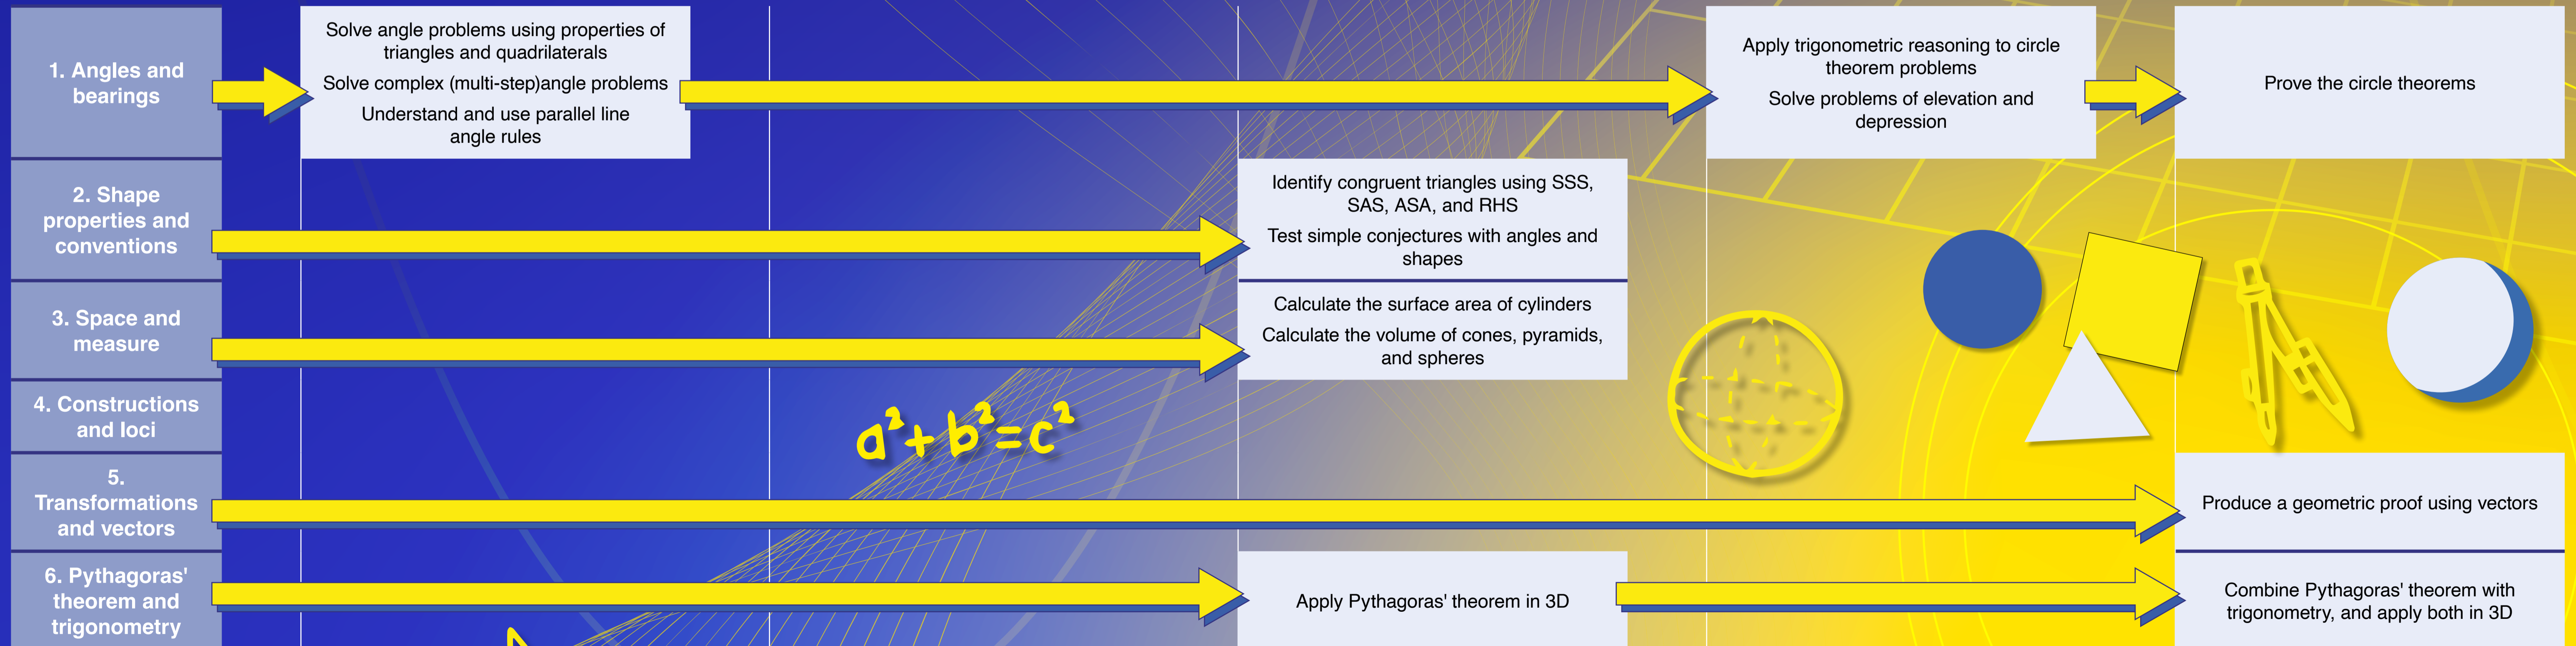 1. Angles and
bearings
Solve angle problems using properties of
triangles and quadrilaterals
Solve complex (multi-step)angle problems
Understand and use parallel line
angle rules
Apply trigonometric reasoning to circle
theorem problems
Solve problems of elevation and
depression
Prove the circle theorems
2. Shape
properties and
conventions
Identify congruent triangles using SSS,
SAS, ASA, and RHS
Test simple conjectures with angles and
shapes
3. Space and
measure
Calculate the surface area of cylinders
Calculate the volume of cones, pyramids,
and spheres
4. Constructions
and loci
a²+b²=c²
5.
Transformations
and vectors
Produce a geometric proof using vectors
6. Pythagoras'
theorem and
trigonometry
Apply Pythagoras' theorem in 3D
Combine Pythagoras' theorem with
trigonometry, and apply both in 3D